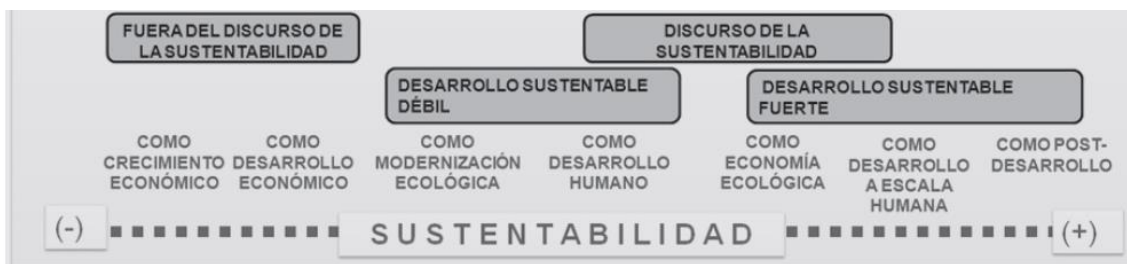 FUERA DEL DISCURSO DE
LA SUSTENTABILIDAD
DISCURSO DE LA
SUSTENTABILIDAD
DESARROLLO SUSTENTABLE
DÉBIL
DESARROLLO SUSTENTABLE
FUERTE
COMO
CRECIMIENTO
ECONÓMICO
COMO
DESARROLLO
ECONÓMICO
COMO
MODERNIZACIÓN
ECOLÓGICA
COMO
DESARROLLO
HUMANO
COMO
ECONOMÍA
ECOLÓGICA
COMO
DESARROLLO
A ESCALA
HUMANA
COMO POST-
DESARROLLO
(-)
SUSTENTABILIDAD
(+)